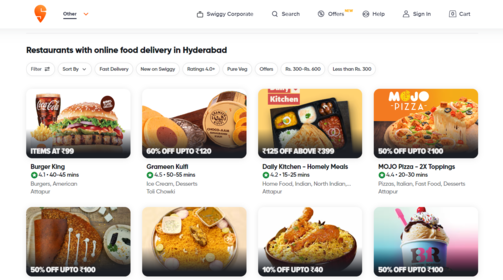 Other
Swiggy Corporate
Search
Offers
NEW
Help
Sign In
Cart
Restaurants with online food delivery in Hyderabad
Filter
Sort By
Fast Delivery
New on Swiggy
Ratings 4.0+
Pure Veg
Offers
Rs. 300-Rs. 600
Less than Rs. 300
Coca-Cola
ITEMS AT ₹99
60% OFF UPTO ₹120
Kitchen
₹125 OFF ABOVE ₹399
MOJO
PIZZA
50% OFF UPTO ₹100
Burger King
4.1 • 40-45 mins
Burgers, American
Attapur
Grameen Kulfi
4.5 • 50-55 mins
Ice Cream, Desserts
Toli Chowki
Daily Kitchen - Homely Meals
4.2 • 15-25 mins
Home Food, Indian, North Indian,...
Attapur
MOJO Pizza - 2X Toppings
4.4 • 20-30 mins
Pizzas, Italian, Fast Food, Desserts
Attapur
50% OFF UPTO ₹100
10% OFF UPTO ₹40
BR
50% OFF UPTO ₹100